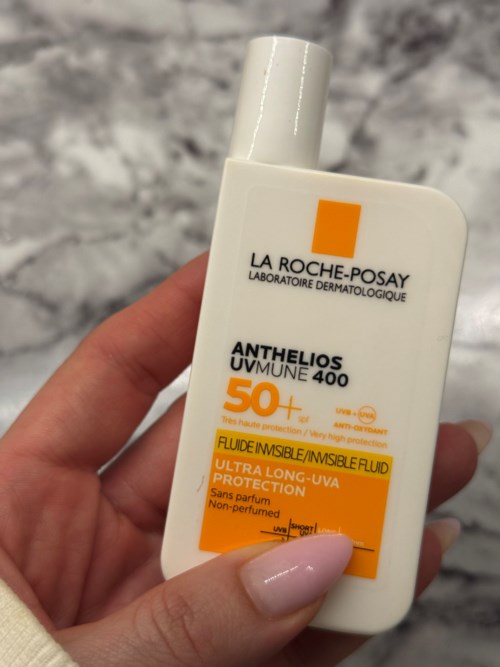 LA ROCHE-POSAY
LABORATOIRE DERMATOLOGIQUE
ANTHELIOS
UVMUNE 400
50+
UVB + UVA
ANTI-OXYDANT
Très haute protection / Very high protection
FLUIDE INVISIBLE/INVISIBLE FLUID
ULTRA LONG-UVA
PROTECTION
Sans parfum
Non-perfumed
UVB
SHORT